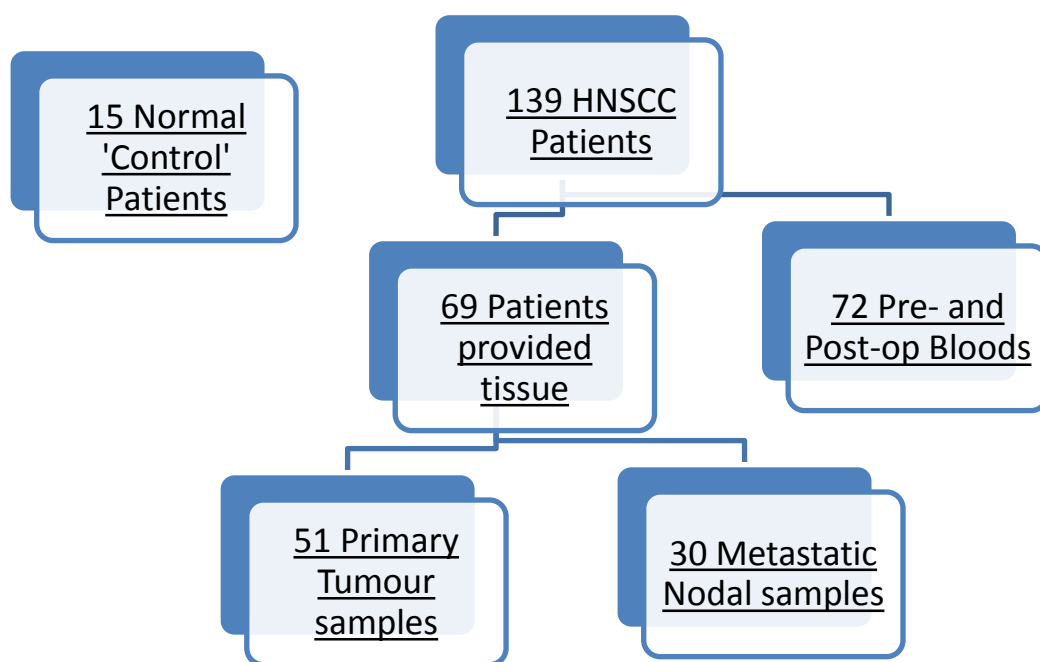 15 Normal
'Control'
Patients
139 HNSCC
Patients
69 Patients
provided
tissue
72 Pre- and
Post-op Bloods
51 Primary
Tumour
samples
30 Metastatic
Nodal samples